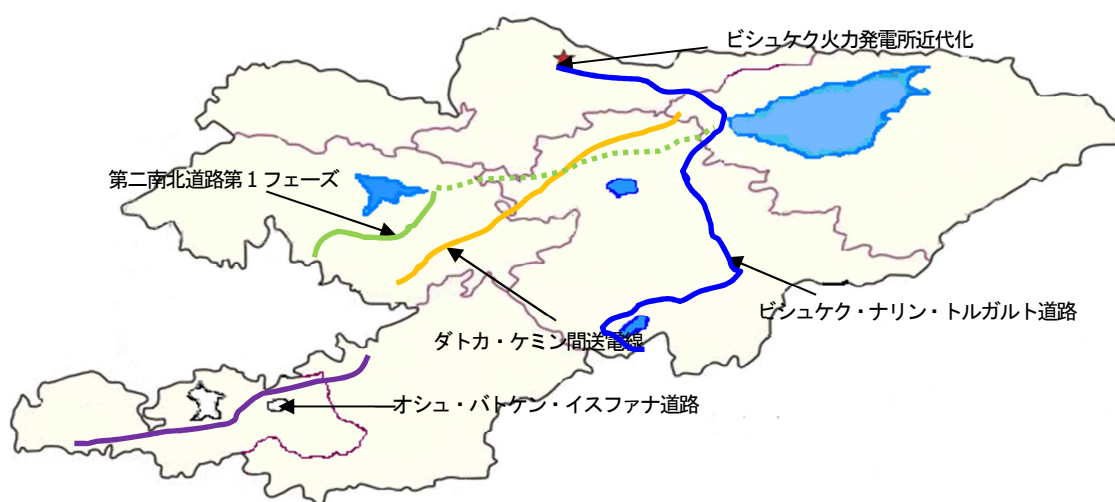 ビシュケク火力発電所近代化
第二南北道路第１フェーズ
ビシュケク・ナリン・トルガルト道路
ダトカ・ケミン間送電線
オシュ・バトケン・イスファナ道路